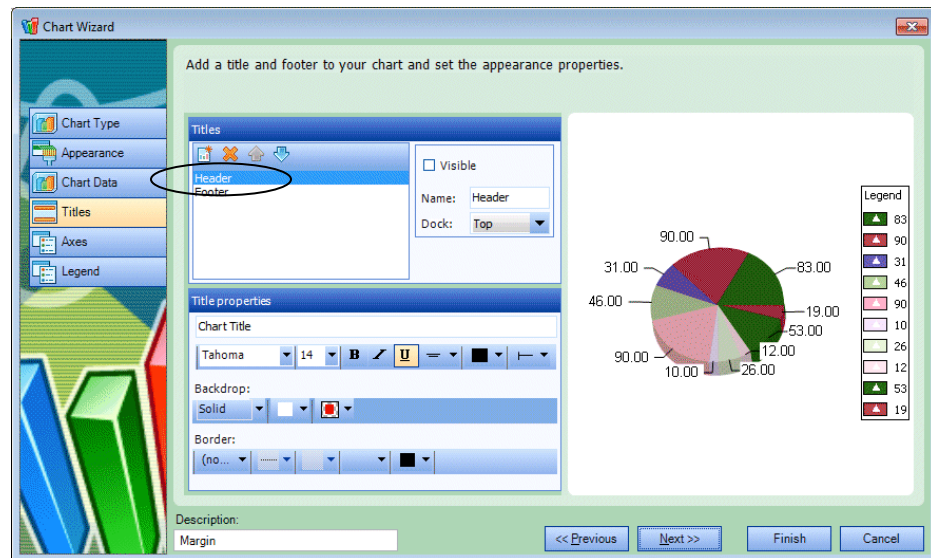 Chart Wizard
Add a title and footer to your chart and set the appearance properties.
Chart Type
Appearance
Chart Data
Titles
Axes
Legend
Titles
Header
Footer
Visible
Name: Header
Dock: Top
Title properties
Chart Title
Tahoma 14 B I U
Backdrop:
Solid
Border:
(no...
90.00
31.00
83.00
46.00
19.00
53.00
90.00
12.00
10.00
26.00
Legend
83
90
31
46
90
10
26
12
53
19
Description:
Margin
<< Previous
Next >>
Finish
Cancel